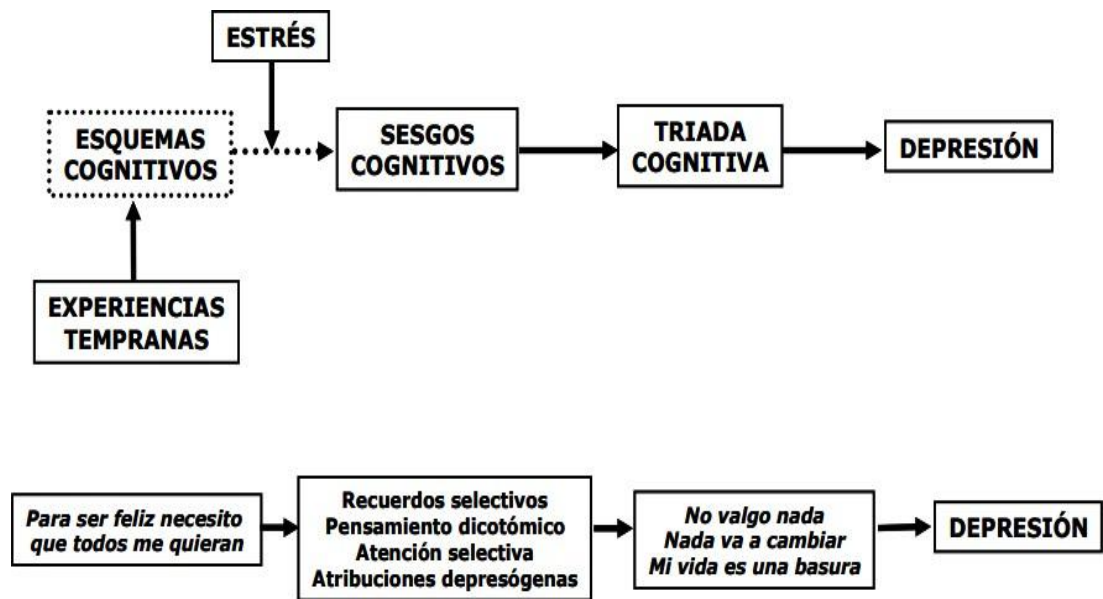 ESTRÉS
ESQUEMAS
COGNITIVOS
SESGOS
COGNITIVOS
TRIADA
COGNITIVA
DEPRESIÓN
EXPERIENCIAS
TEMPRANAS
Para ser feliz necesito
que todos me quieran
Recuerdos selectivos
Pensamiento dicotómico
Atención selectiva
Atribuciones depresógenas
No valgo nada
Nada va a cambiar
Mi vida es una basura
DEPRESIÓN